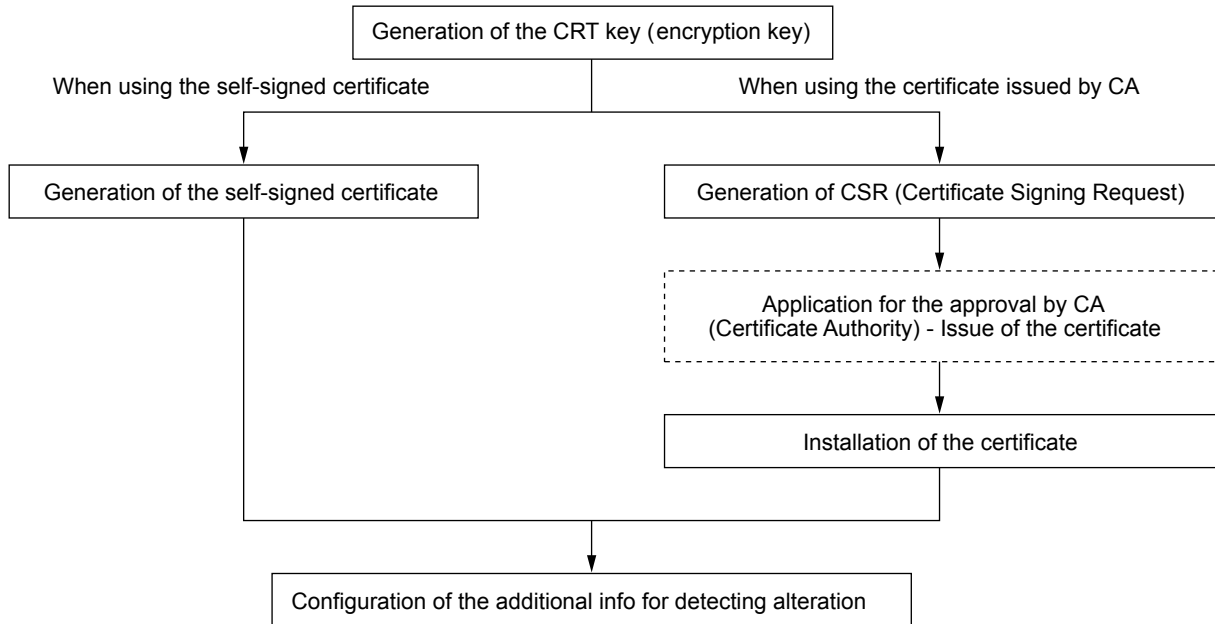 Generation of the CRT key (encryption key)
When using the self-signed certificate
When using the certificate issued by CA
Generation of the self-signed certificate
Generation of CSR (Certificate Signing Request)
Application for the approval by CA
(Certificate Authority) - Issue of the certificate
Installation of the certificate
Configuration of the additional info for detecting alteration